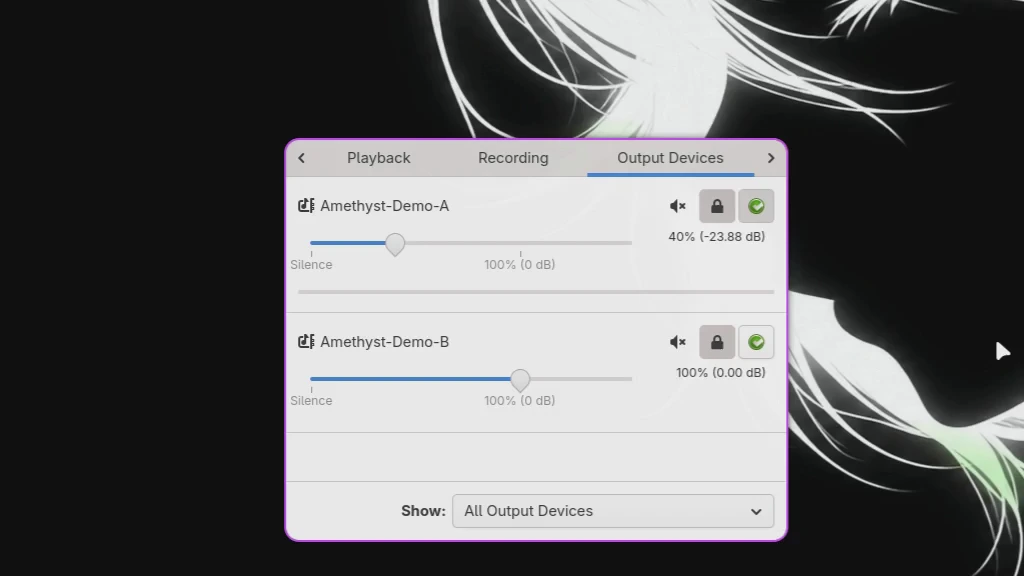 Playback Recording Output Devices
Amethyst-Demo-A
40% (-23.88 dB)
Silence 100% (0 dB)
Amethyst-Demo-B
100% (0.00 dB)
Silence 100% (0 dB)
Show: All Output Devices